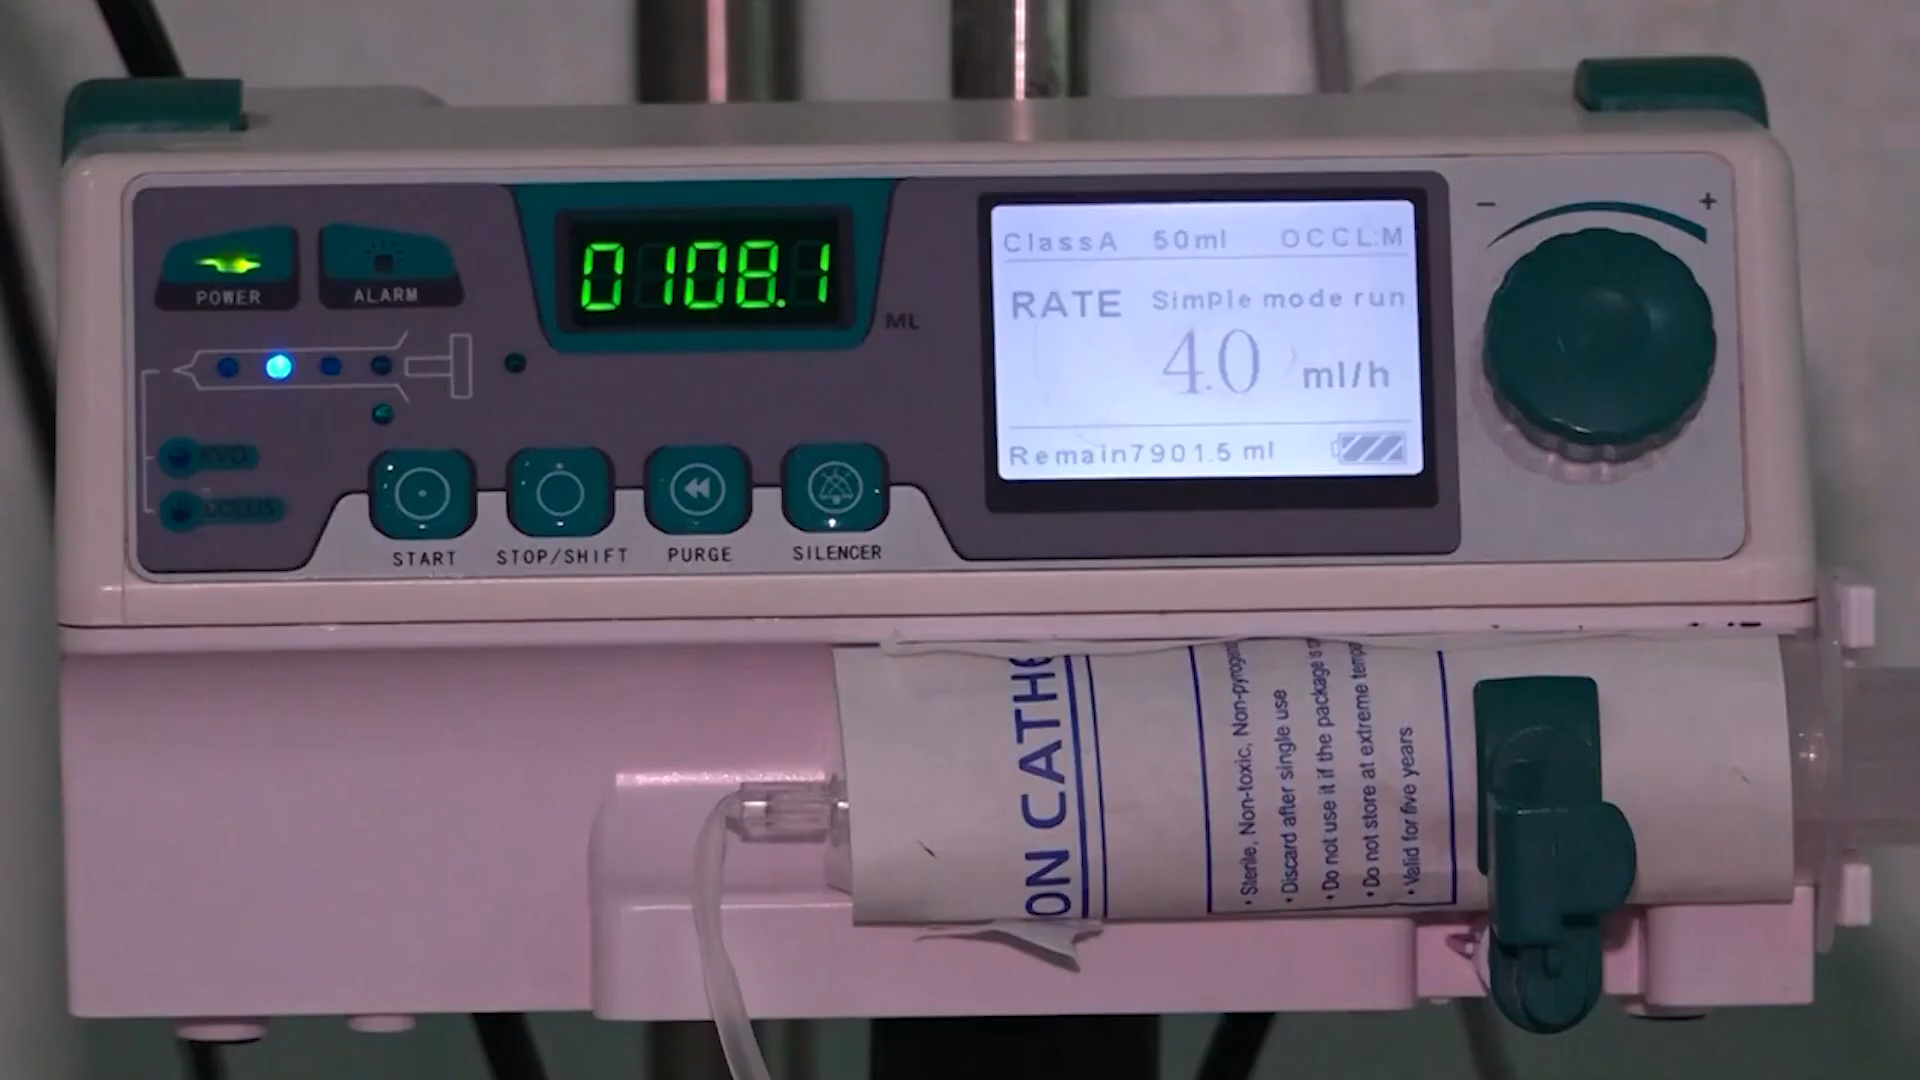 POWER
ALARM
0108.1
ML
START
STOP/SHIFT
PURGE
SILENCER
ClassA 50ml OCCL:M
RATE Simple mode run
4.0 ml/h
Remain7901.5 ml
- +
ON CATHE
• Sterile, Non-toxic, Non-pyrogen
• Discard after single use
• Do not use it if the package is
• Do not store at extreme tempe
• Valid for five years